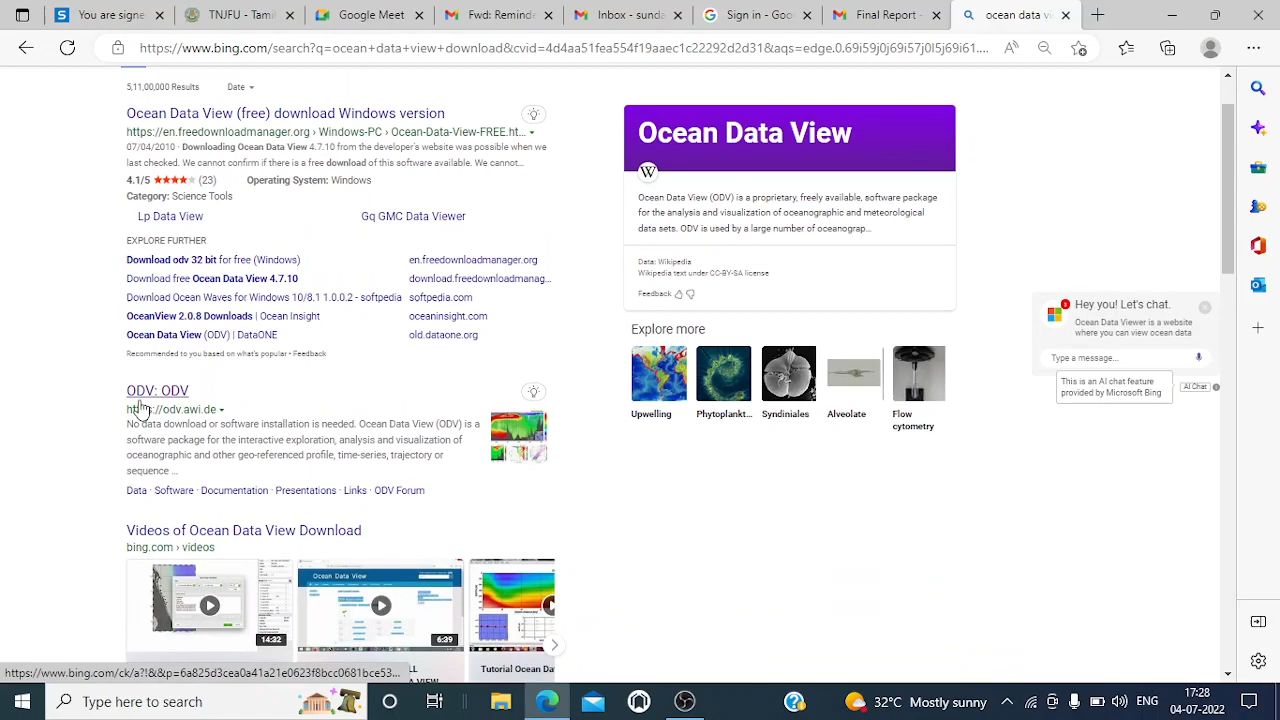 You are signe
TNJFU - Tan
Google Meet
Fwd: Remind
Inbox -
Sign in - Goo
Final Report -
ocean data vi
https://www.bing.com/search?q=ocean+data+view+download&cvid=4d4aa51fea554f19aaec1c22292d2d31&aqs=edge.0.69i59j0j69i57j0l5j69i61....
5,11,00,000 Results Date
Ocean Data View (free) download Windows version
https://en.freedownloadmanager.org › Windows-PC › Ocean-Data-View-FREE.ht...
07/04/2010 · Downloading Ocean Data View 4.7.10 from the developer's website was possible when we
last checked. We cannot confirm if there is a free download of this software available. We cannot...
4.1/5 ★★★★★ (23) Operating System: Windows
Category: Science Tools
Lp Data View Gq GMC Data Viewer
EXPLORE FURTHER
Download odv 32 bit for free (Windows) en.freedownloadmanager.org
Download free Ocean Data View 4.7.10 download.freedownloadmanag...
Download Ocean Waves for Windows 10/8.1 1.0.0.2 - softpedia softpedia.com
OceanView 2.0.8 Downloads | Ocean Insight oceaninsight.com
Ocean Data View (ODV) | DataONE old.dataone.org
Recommended to you based on what's popular • Feedback
ODV: ODV
https://odv.awi.de
No data download or software installation is needed. Ocean Data View (ODV) is a
software package for the interactive exploration, analysis and visualization of
oceanographic and other geo-referenced profile, time-series, trajectory or
sequence ...
Data · Software · Documentation · Presentations · Links · ODV Forum
Videos of Ocean Data View Download
bing.com › videos
Ocean Data View
14:32
6:39
LL
Tutorial Ocean Dat
https://www.bing.com/ck/a?!&&p=6a825d3cea0a41a21e0623f8bcc0681bce53...
Ocean Data View
W
Ocean Data View (ODV) is a proprietary, freely available, software package
for the analysis and visualization of oceanographic and meteorological
data sets. ODV is used by a large number of oceanograp...
Data: Wikipedia
Wikipedia text under CC-BY-SA license
Feedback
Explore more
Upwelling
Phytoplankt...
Syndiniales
Alveolate
Flow
cytometry
Hey you! Let's chat.
Ocean Data Viewer is a website
where you can view ocean data
Type a message...
This is an AI chat feature
provided by Microsoft Bing
AI Chat
Type here to search
32°C Mostly sunny
ENG
17:28
04-07-2022